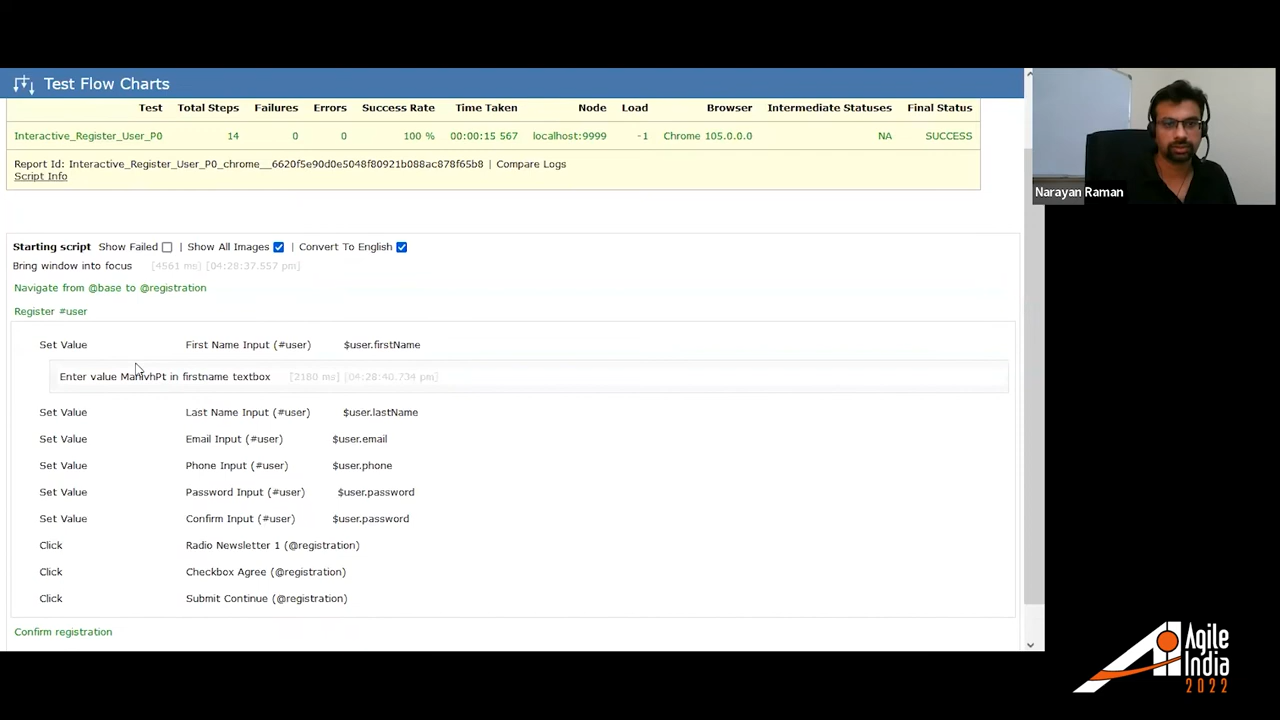 Test Flow Charts
Test Total Steps Failures Errors Success Rate Time Taken Node Load Browser Intermediate Statuses Final Status
Interactive_Register_User_P0 14 0 0 100 % 00:00:15 567 localhost:9999 -1 Chrome 105.0.0.0 NA SUCCESS
Report Id: Interactive_Register_User_P0_chrome__6620f5e90d0e5048f80921b088ac878f65b8 | Compare Logs
Script Info
Narayan Raman
Starting script Show Failed | Show All Images | Convert To English
Bring window into focus [4561 ms] [04:28:37.557 pm]
Navigate from @base to @registration
Register #user
Set Value First Name Input (#user) $user.firstName
Enter value in firstname textbox [2180 ms] [04:28:40.734 pm]
Set Value Last Name Input (#user) $user.lastName
Set Value Email Input (#user) $user.email
Set Value Phone Input (#user) $user.phone
Set Value Password Input (#user) $user.password
Set Value Confirm Input (#user) $user.password
Click Radio Newsletter 1 (@registration)
Click Checkbox Agree (@registration)
Click Submit Continue (@registration)
Confirm registration
Agile
India
2022